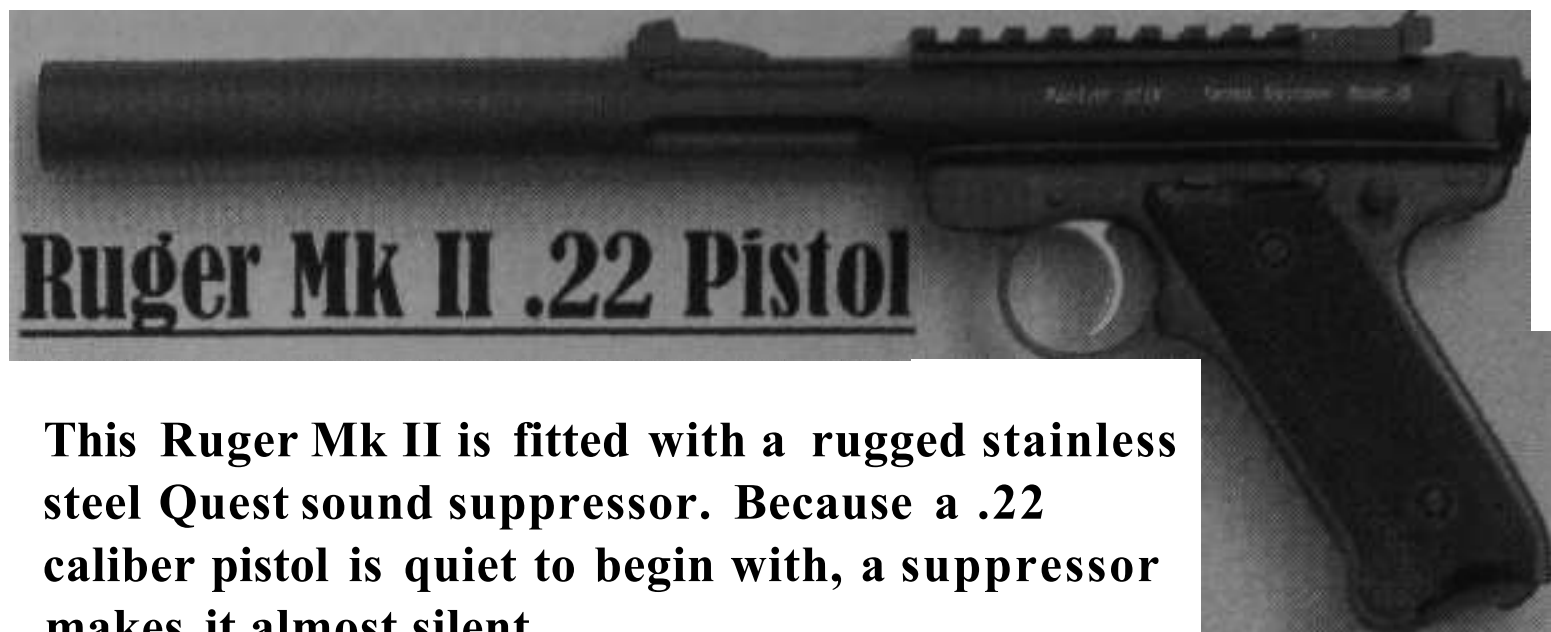 Ruger Mk II .22 Pistol
This Ruger Mk II is fitted with a rugged stainless
steel Quest sound suppressor. Because a .22
caliber pistol is quiet to begin with, a suppressor
makes it almost silent